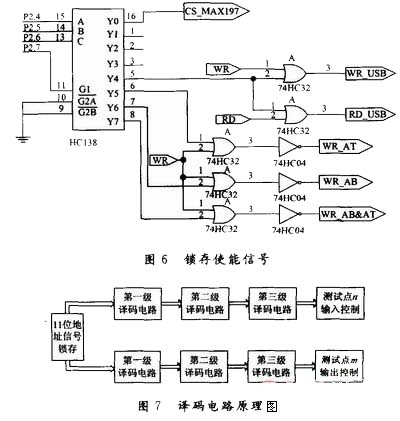 P2.4 15 A Y0 16 CS_MAX197
P2.5 14 B Y1 1
P2.6 13 C Y2 2
P2.7 Y3 3
Y4 5
11 G1 Y5 6
10 G2A Y6 7
9 G2B Y7 8
HC138
WR 1 2 A 3 WR_USB
74HC32
RD 1 2 3 RD_USB
74HC32
WR
1 2 A 3 WR_AT
74HC32 74HC04
1 2 A 3 WR_AB
74HC32 74HC04
1 2 A 3 WR_AB&AT
74HC32 74HC04
图 6 锁存使能信号
11位地址信号锁存
第一级译码电路 第二级译码电路 第三级译码电路 测试点n输入控制
第一级译码电路 第二级译码电路 第三级译码电路 测试点m输出控制
图 7 译码电路原理图